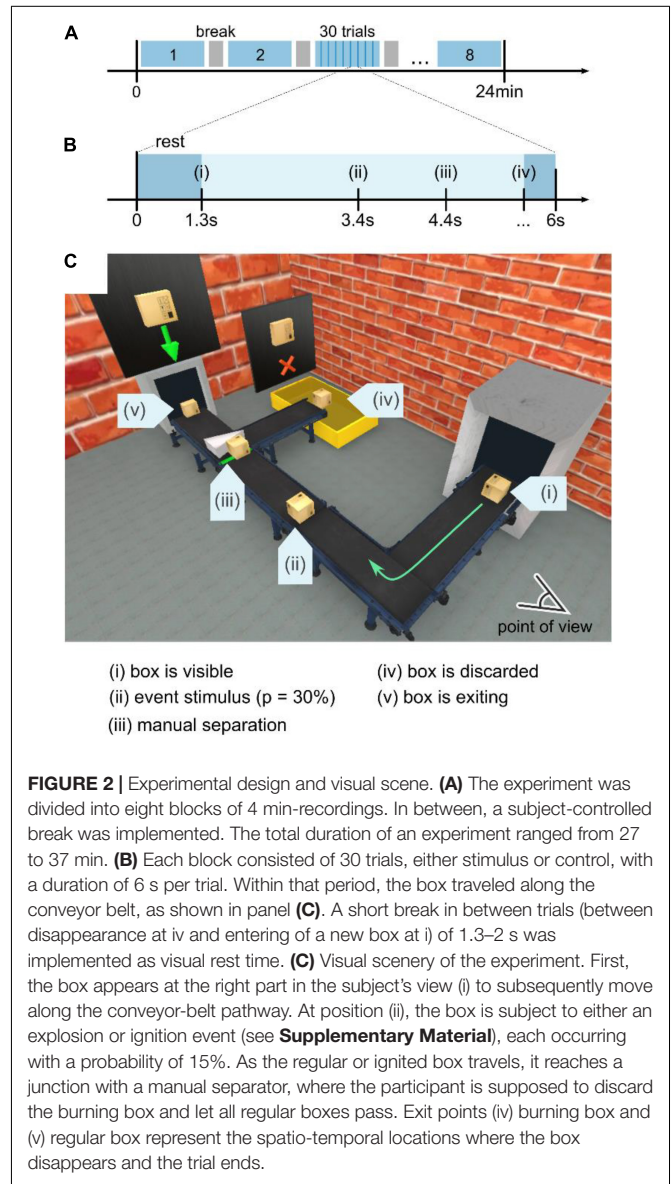 A
break
30 trials
1
2
...
8
0
24min
B
rest
(i)
(ii)
(iii)
(iv)
0
1.3s
3.4s
4.4s
...
6s
C
(v)
(iv)
(iii)
(i)
(ii)
point of view
(i) box is visible
(iv) box is discarded
(ii) event stimulus (p = 30%)
(v) box is exiting
(iii) manual separation
FIGURE 2 | Experimental design and visual scene. (A) The experiment was
divided into eight blocks of 4 min-recordings. In between, a subject-controlled
break was implemented. The total duration of an experiment ranged from 27
to 37 min. (B) Each block consisted of 30 trials, either stimulus or control, with
a duration of 6 s per trial. Within that period, the box traveled along the
conveyor belt, as shown in panel (C). A short break in between trials (between
disappearance at iv and entering of a new box at i) of 1.3–2 s was
implemented as visual rest time. (C) Visual scenery of the experiment. First,
the box appears at the right part in the subject's view (i) to subsequently move
along the conveyor-belt pathway. At position (ii), the box is subject to either an
explosion or ignition event (see Supplementary Material), each occurring
with a probability of 15%. As the regular or ignited box travels, it reaches a
junction with a manual separator, where the participant is supposed to discard
the burning box and let all regular boxes pass. Exit points (iv) burning box and
(v) regular box represent the spatio-temporal locations where the box
disappears and the trial ends.